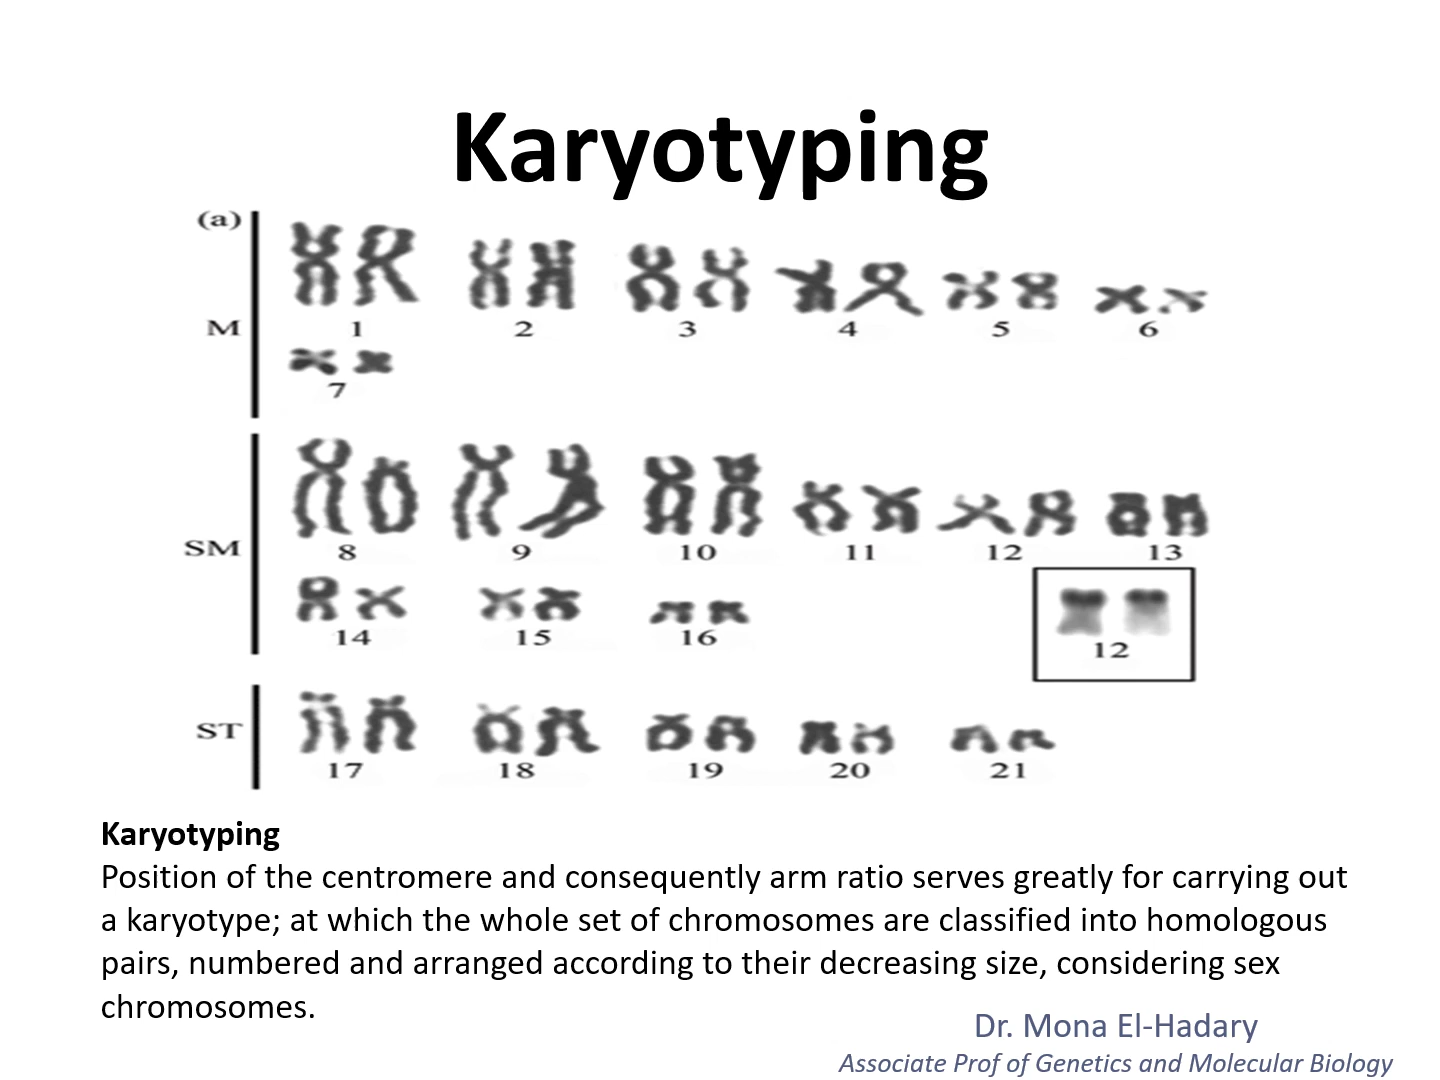 Karyotyping
(a)
M
1 2 3 4 5 6
7
SM
8 9 10 11 12 13
14 15 16
12
ST
17 18 19 20 21
Karyotyping
Position of the centromere and consequently arm ratio serves greatly for carrying out
a karyotype; at which the whole set of chromosomes are classified into homologous
pairs, numbered and arranged according to their decreasing size, considering sex
chromosomes.
Dr. Mona El-Hadary
Associate Prof of Genetics and Molecular Biology